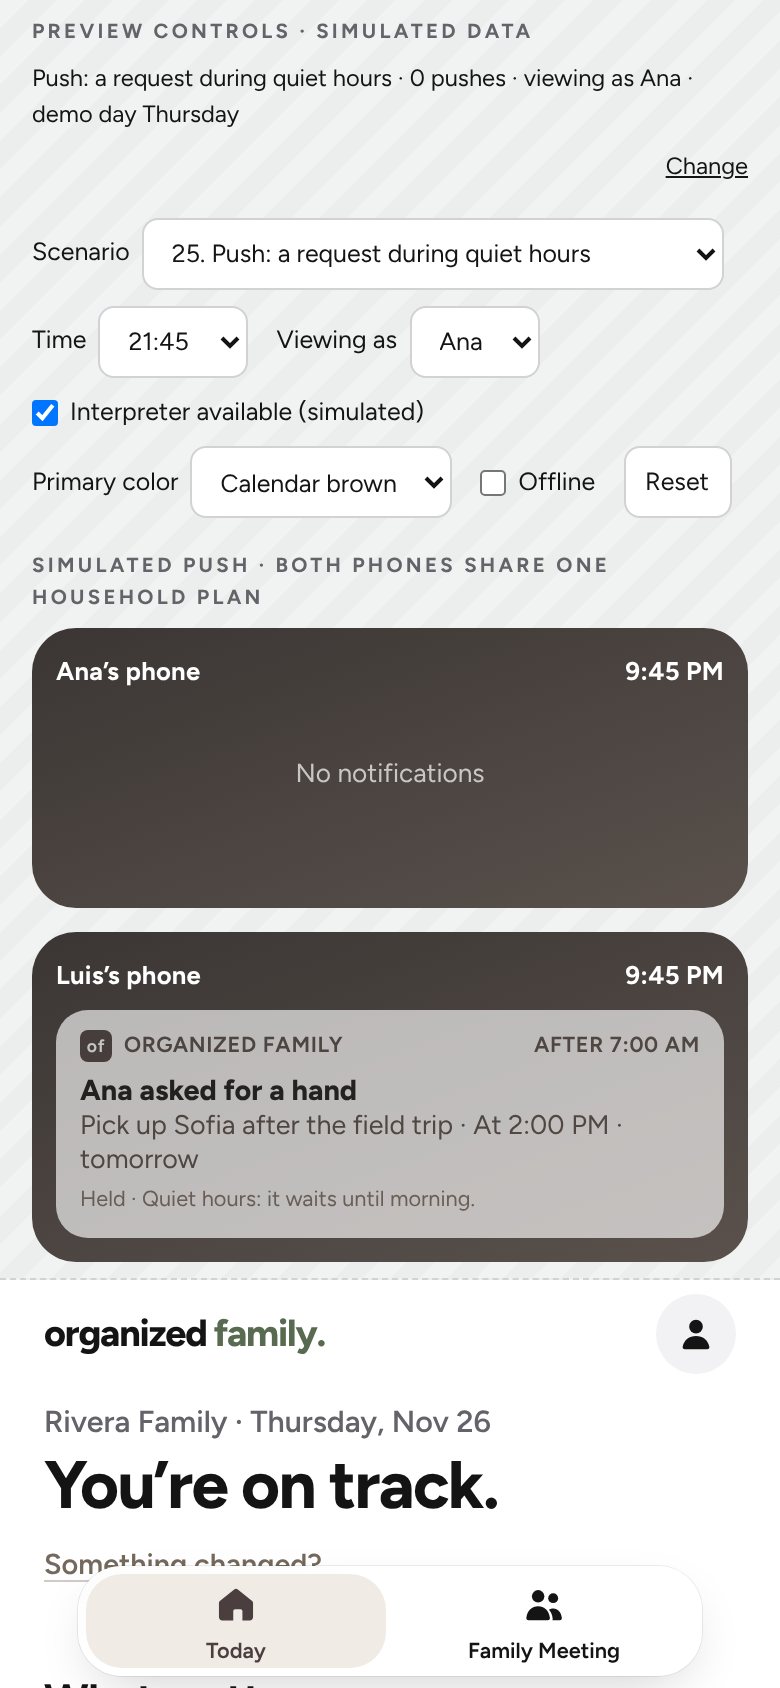 PREVIEW CONTROLS · SIMULATED DATA
Push: a request during quiet hours · 0 pushes · viewing as Ana ·
demo day Thursday
Change
Scenario 25. Push: a request during quiet hours
Time 21:45 Viewing as Ana
Interpreter available (simulated)
Primary color Calendar brown Offline Reset
SIMULATED PUSH · BOTH PHONES SHARE ONE
HOUSEHOLD PLAN
Ana’s phone 9:45 PM
No notifications
Luis’s phone 9:45 PM
of ORGANIZED FAMILY AFTER 7:00 AM
Ana asked for a hand
Pick up Sofia after the field trip · At 2:00 PM ·
tomorrow
Held · Quiet hours: it waits until morning.
organized family.
Rivera Family · Thursday, Nov 26
You’re on track.
Something changed?
Today Family Meeting